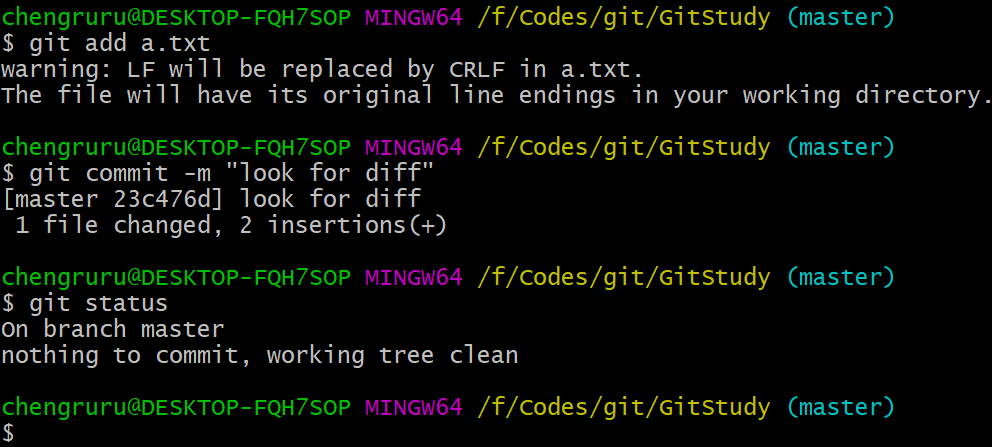 chengruru@DESKTOP-FQH7SOP MINGW64 /f/Codes/git/GitStudy (master)
$ git add a.txt
warning: LF will be replaced by CRLF in a.txt.
The file will have its original line endings in your working directory.
chengruru@DESKTOP-FQH7SOP MINGW64 /f/Codes/git/GitStudy (master)
$ git commit -m "look for diff"
[master 23c476d] look for diff
 1 file changed, 2 insertions(+)
chengruru@DESKTOP-FQH7SOP MINGW64 /f/Codes/git/GitStudy (master)
$ git status
On branch master
nothing to commit, working tree clean
chengruru@DESKTOP-FQH7SOP MINGW64 /f/Codes/git/GitStudy (master)
$